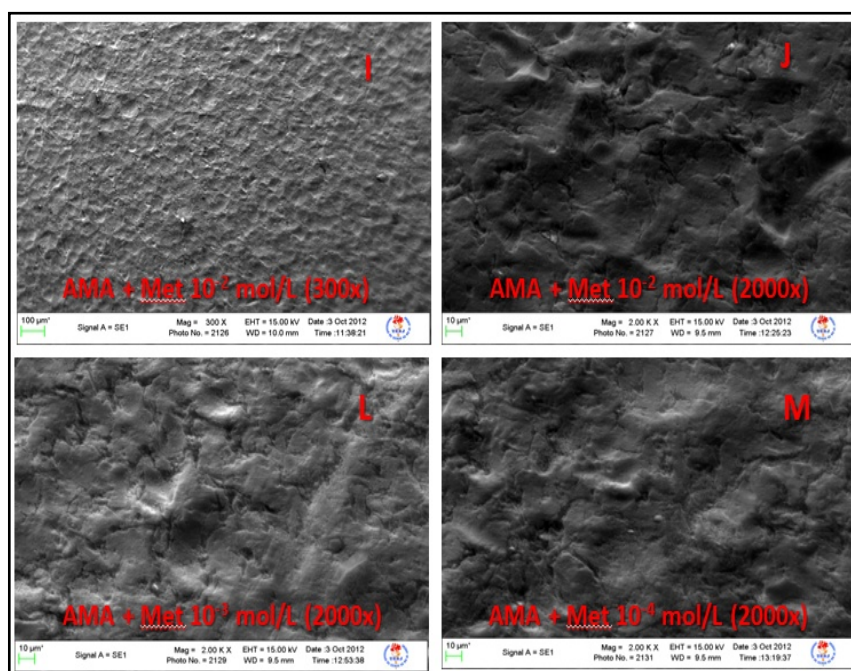 I
AMA + Met 10⁻² mol/L (300x)
100 µm*
Signal A = SE1
Mag = 300 X
Photo No. = 2126
EHT = 15.00 kV
WD = 10.0 mm
Date :3 Oct 2012
Time :11:38:21
J
AMA + Met 10⁻² mol/L (2000x)
10 µm*
Signal A = SE1
Mag = 2.00 K X
Photo No. = 2127
EHT = 15.00 kV
WD = 9.5 mm
Date :3 Oct 2012
Time :12:25:23
L
AMA + Met 10⁻³ mol/L (2000x)
10 µm*
Signal A = SE1
Mag = 2.00 K X
Photo No. = 2129
EHT = 15.00 kV
WD = 9.5 mm
Date :3 Oct 2012
Time :12:53:38
M
AMA + Met 10⁻⁴ mol/L (2000x)
10 µm*
Signal A = SE1
Mag = 2.00 K X
Photo No. = 2131
EHT = 15.00 kV
WD = 9.5 mm
Date :3 Oct 2012
Time :13:19:37